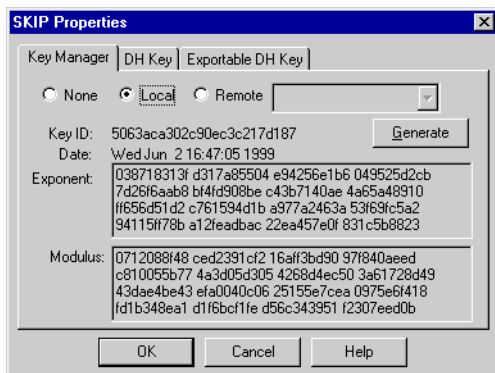 SKIP Properties
Key Manager DH Key Exportable DH Key
None Local Remote
Key ID: 5063aca302c90ec3c217d187 Generate
Date: Wed Jun 2 16:47:05 1999
Exponent: 038718313f d317a85504 e94256e1b6 049525d2cb
7d26f6aab8 bf4fd908be c43b7140ae 4a65a48910
ff656d51d2 c761594d1b a977a2463a 53f69fc5a2
94115ff78b a12feadbac 22ea457e0f 831c5b8823
Modulus: 0712088f48 ced2391cf2 16aff3bd90 97f840aeed
c810055b77 4a3d05d305 4268d4ec50 3a61728d49
43dae4be43 efa0040c06 25155e7cea 0975e6f418
fd1b348ea1 d1f6bcf1fe d56c343951 f2307eed0b
OK Cancel Help